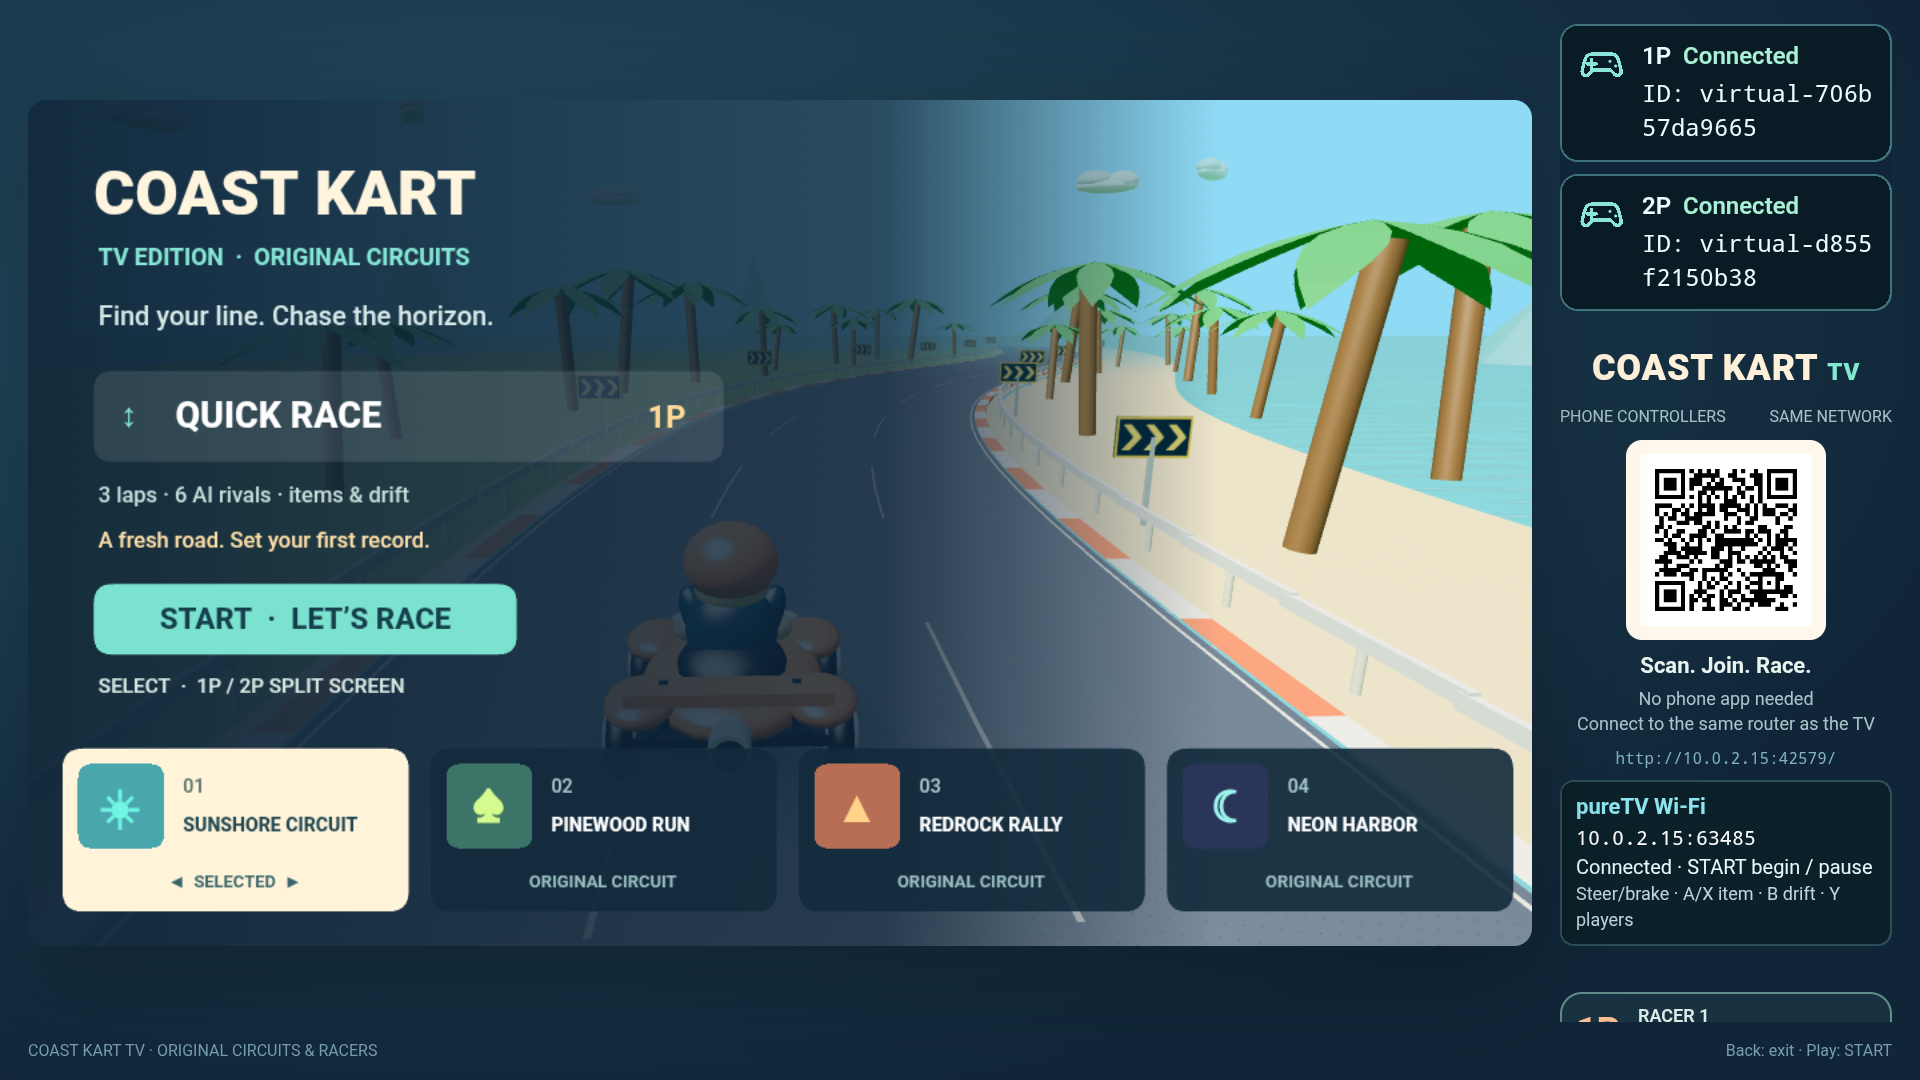 COAST KART
TV EDITION · ORIGINAL CIRCUITS
Find your line. Chase the horizon.
↕ QUICK RACE 1P
3 laps · 6 AI rivals · items & drift
A fresh road. Set your first record.
START · LET’S RACE
SELECT · 1P / 2P SPLIT SCREEN
01
SUNSHORE CIRCUIT
◄ SELECTED ►
02
PINEWOOD RUN
ORIGINAL CIRCUIT
03
REDROCK RALLY
ORIGINAL CIRCUIT
04
NEON HARBOR
ORIGINAL CIRCUIT
1P Connected
ID: virtual-706b
57da9665
2P Connected
ID: virtual-d855
f2150b38
COAST KART TV
PHONE CONTROLLERS SAME NETWORK
Scan. Join. Race.
No phone app needed
Connect to the same router as the TV
http://10.0.2.15:42579/
pureTV Wi-Fi
10.0.2.15:63485
Connected · START begin / pause
Steer/brake · A/X item · B drift · Y
players
RACER 1
COAST KART TV · ORIGINAL CIRCUITS & RACERS
Back: exit · Play: START